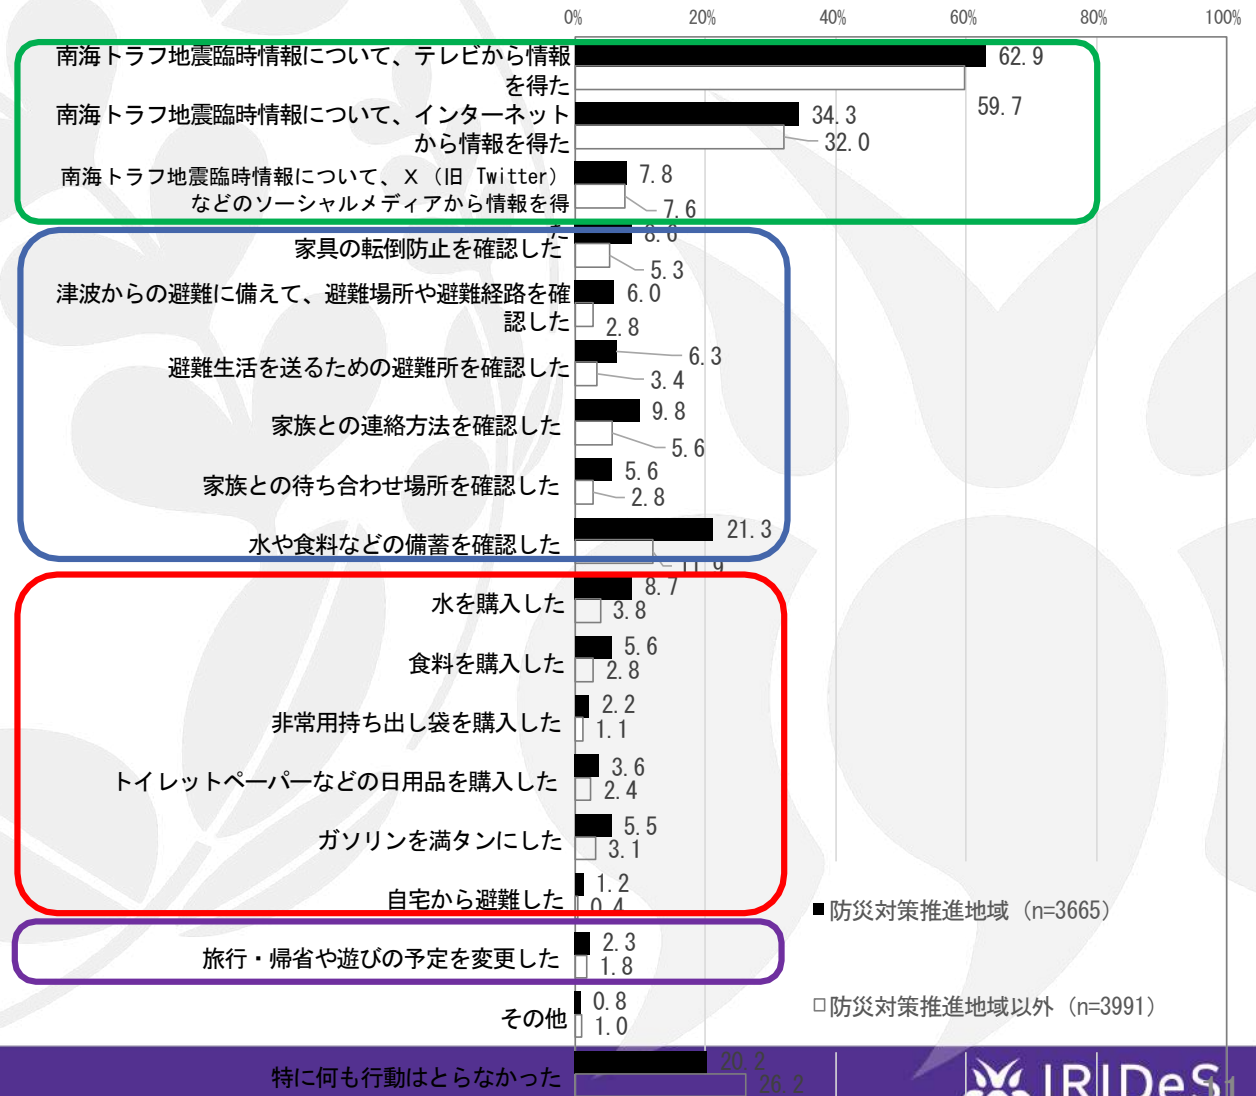 0%
20%
40%
60%
80%
100%
南海トラフ地震臨時情報について、テレビから情報
を得た
62.9
59.7
南海トラフ地震臨時情報について、インターネット
から情報を得た
34.3
32.0
南海トラフ地震臨時情報について、X（旧 Twitter）
などのソーシャルメディアから情報を得
た
7.8
7.6
家具の転倒防止を確認した
5.3
津波からの避難に備えて、避難場所や避難経路を確
認した
6.0
2.8
避難生活を送るための避難所を確認した
6.3
3.4
家族との連絡方法を確認した
9.8
5.6
家族との待ち合わせ場所を確認した
5.6
2.8
水や食料などの備蓄を確認した
21.3
11.9
水を購入した
8.7
3.8
食料を購入した
5.6
2.8
非常用持ち出し袋を購入した
2.2
1.1
トイレットペーパーなどの日用品を購入した
3.6
2.4
ガソリンを満タンにした
5.5
3.1
自宅から避難した
1.2
0.4
■防災対策推進地域（n=3665）
旅行・帰省や遊びの予定を変更した
2.3
1.8
その他
0.8
1.0
□防災対策推進地域以外（n=3991）
特に何も行動はとらなかった
20.2
26.2
IRIDeS
11